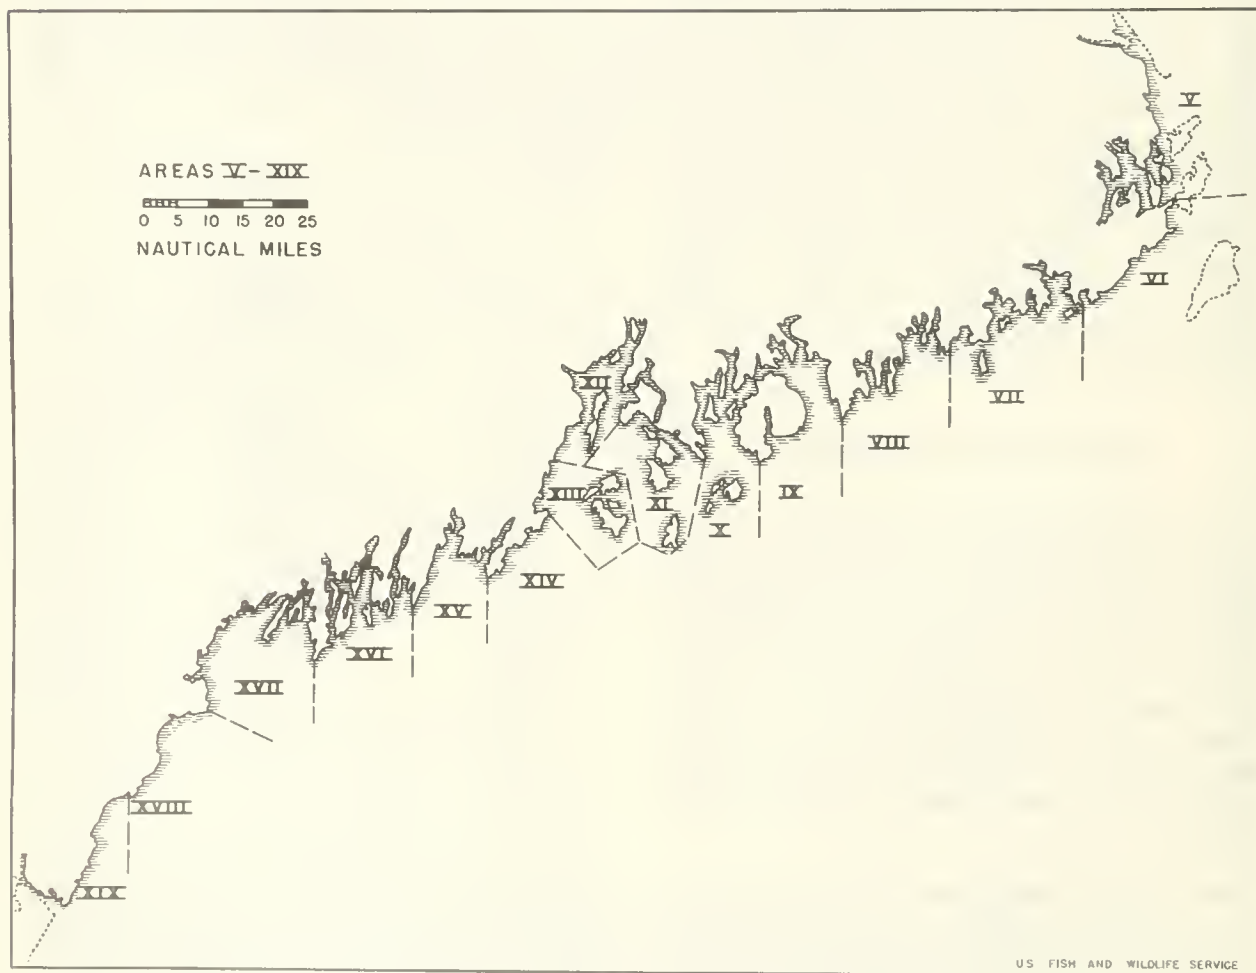 AREAS V-XIX
0 5 10 15 20 25
NAUTICAL MILES
V
VI
VII
VIII
IX
X
XI
XII
XIII
XIV
XV
XVI
XVII
XVIII
XIX
US FISH AND WILDLIFE SERVICE